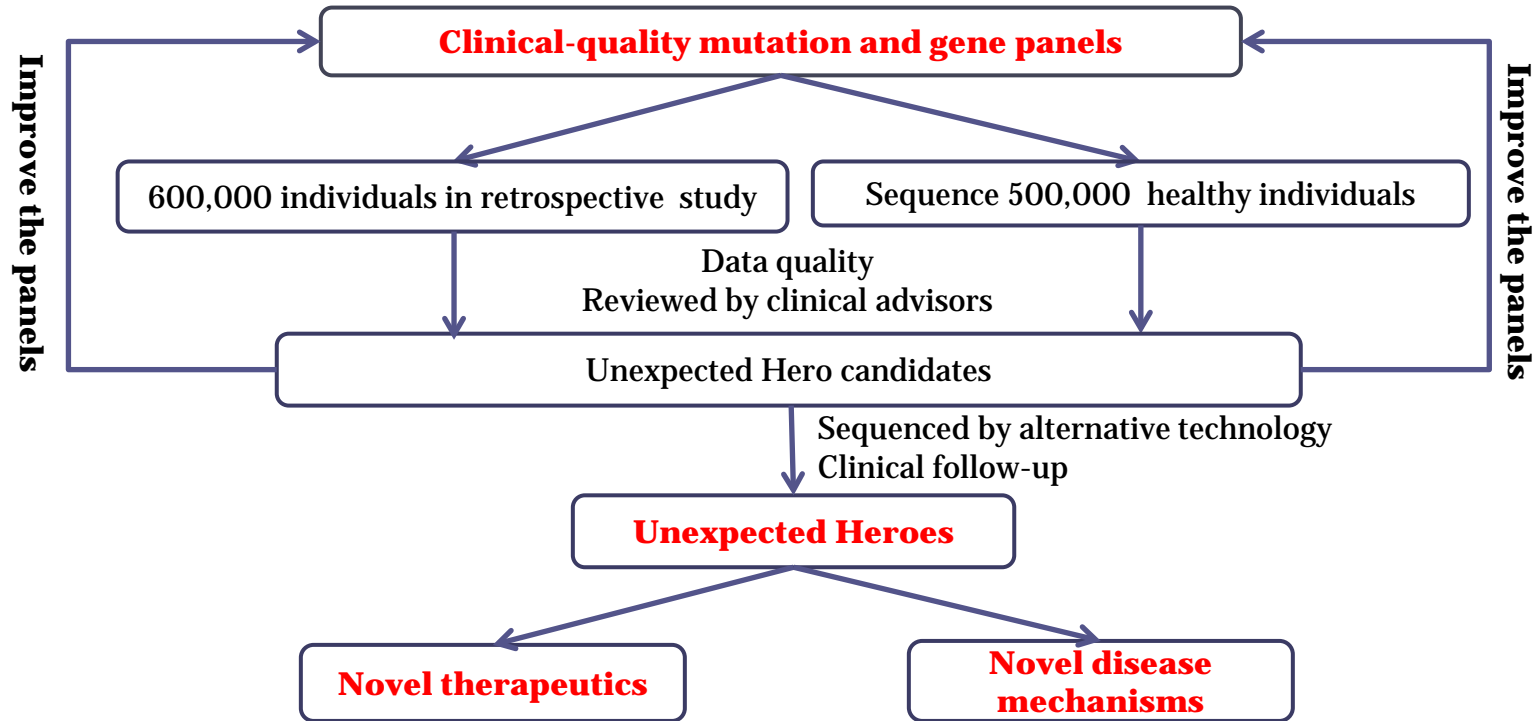 Clinical-quality mutation and gene panels
Improve the panels
Improve the panels
600,000 individuals in retrospective study
Sequence 500,000 healthy individuals
Data quality
Reviewed by clinical advisors
Unexpected Hero candidates
Sequenced by alternative technology
Clinical follow-up
Unexpected Heroes
Novel therapeutics
Novel disease
mechanisms